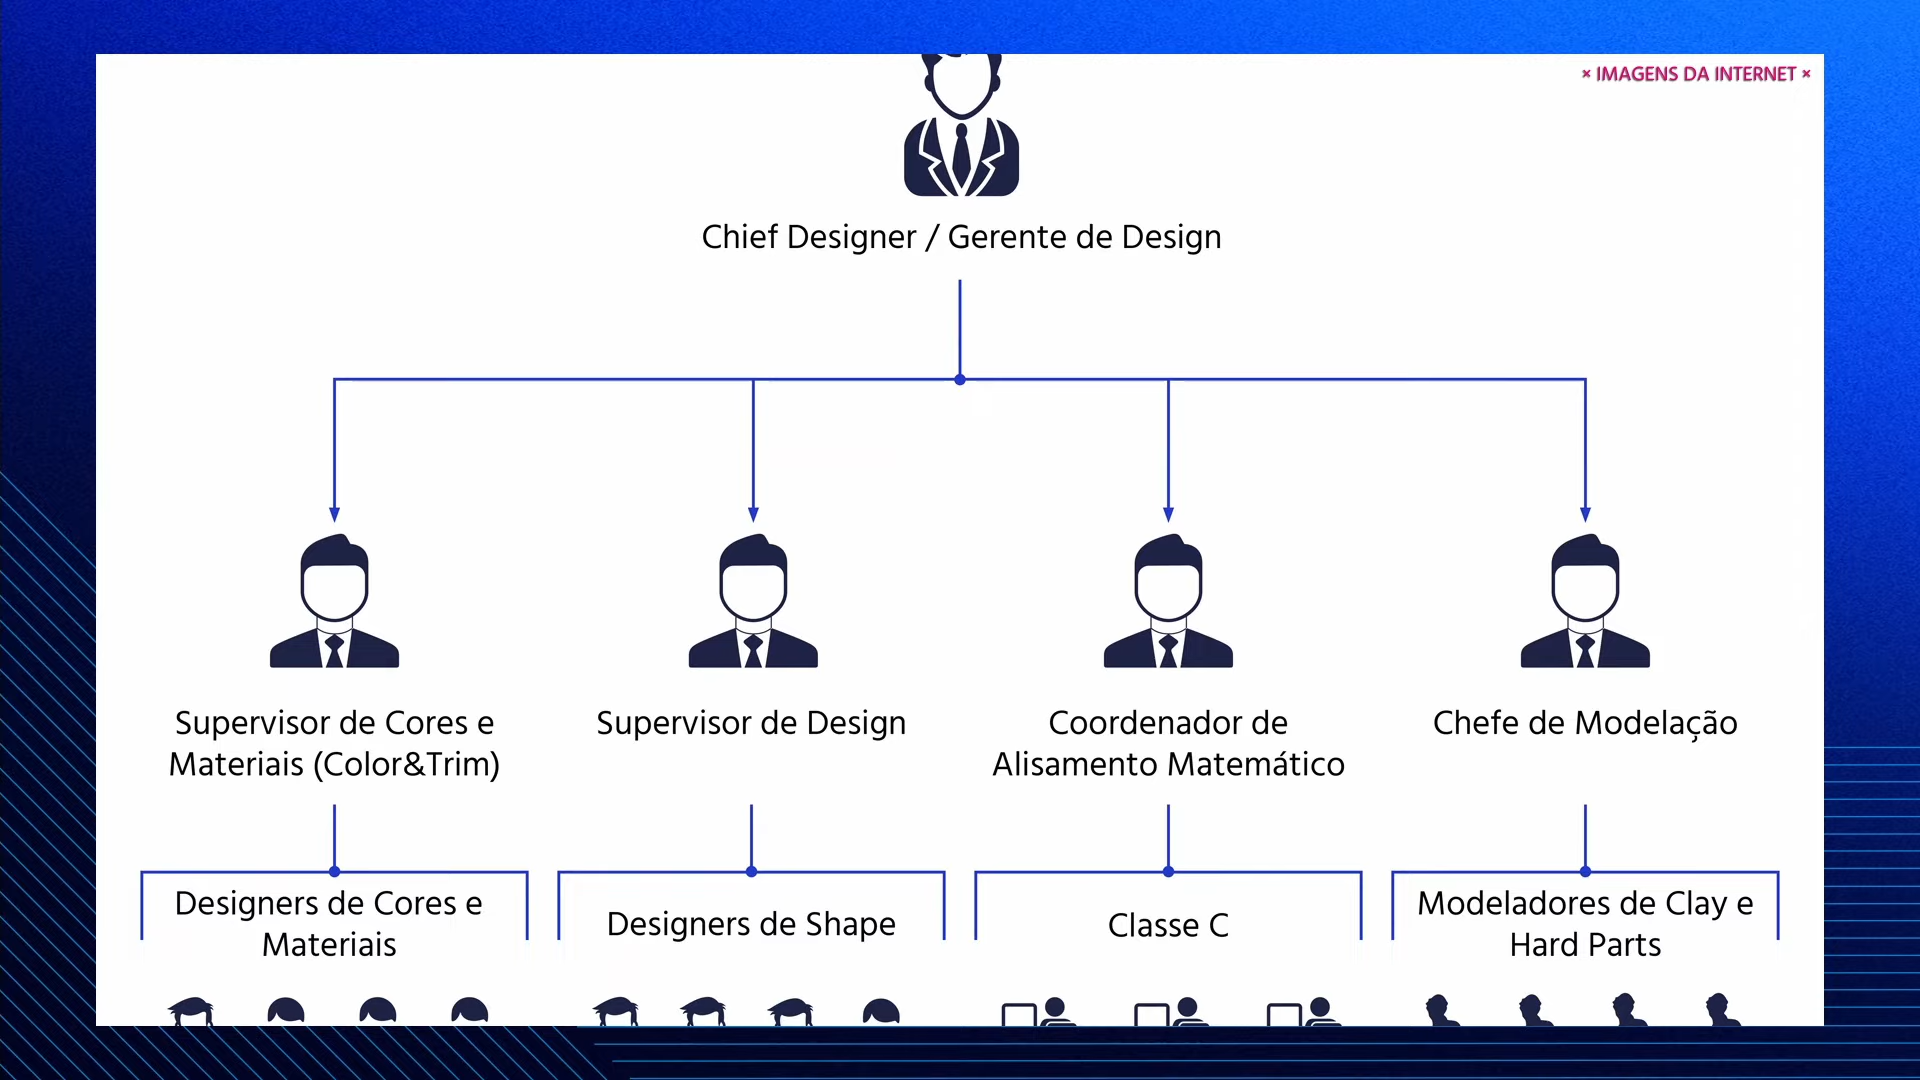 × IMAGENS DA INTERNET ×
Chief Designer / Gerente de Design
Supervisor de Cores e
Materiais (Color&Trim)
Supervisor de Design
Coordenador de
Alisamento Matemático
Chefe de Modelação
Designers de Cores e
Materiais
Designers de Shape
Classe C
Modeladores de Clay e
Hard Parts